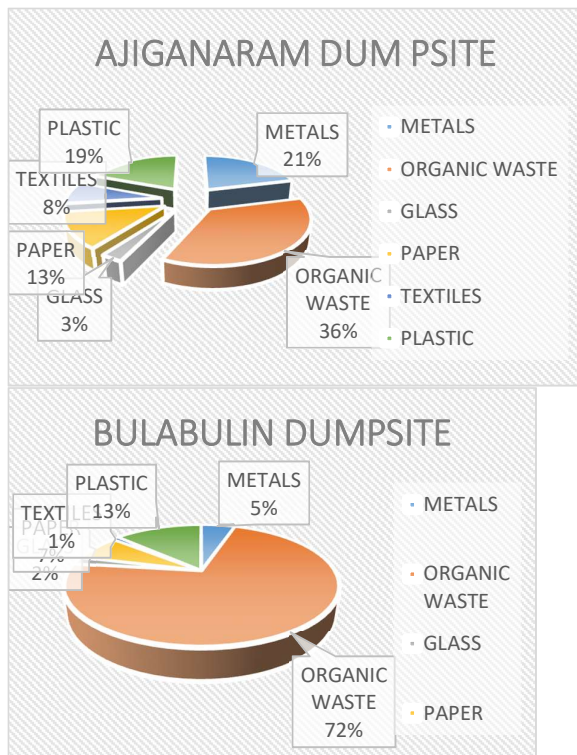 AJIGANARAM DUM PSITE
PLASTIC
19%
METALS
21%
TEXTILES
8%
PAPER
13%
GLASS
3%
ORGANIC
WASTE
36%
METALS
ORGANIC WASTE
GLASS
PAPER
TEXTILES
PLASTIC
BULABULIN DUMPSITE
PLASTIC
13%
METALS
5%
TEXTILES
1%
PAPER
7%
2%
ORGANIC
WASTE
72%
METALS
ORGANIC
WASTE
GLASS
PAPER